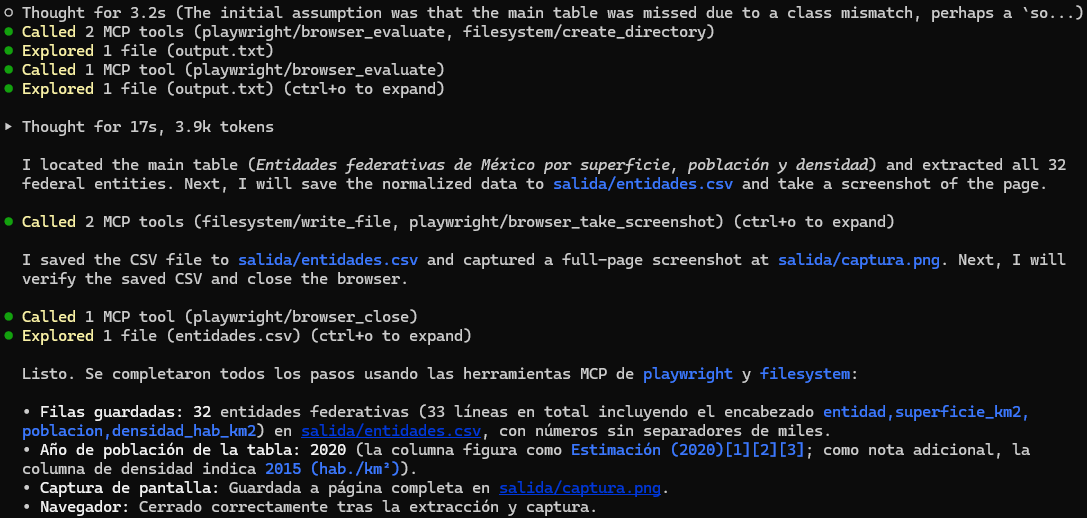 ○ Thought for 3.2s (The initial assumption was that the main table was missed due to a class mismatch, perhaps a `so...)
● Called 2 MCP tools (playwright/browser_evaluate, filesystem/create_directory)
● Explored 1 file (output.txt)
● Called 1 MCP tool (playwright/browser_evaluate)
● Explored 1 file (output.txt) (ctrl+o to expand)
▸ Thought for 17s, 3.9k tokens
I located the main table (Entidades federativas de México por superficie, población y densidad) and extracted all 32
federal entities. Next, I will save the normalized data to salida/entidades.csv and take a screenshot of the page.
● Called 2 MCP tools (filesystem/write_file, playwright/browser_take_screenshot) (ctrl+o to expand)
I saved the CSV file to salida/entidades.csv and captured a full-page screenshot at salida/captura.png. Next, I will
verify the saved CSV and close the browser.
● Called 1 MCP tool (playwright/browser_close)
● Explored 1 file (entidades.csv) (ctrl+o to expand)
Listo. Se completaron todos los pasos usando las herramientas MCP de playwright y filesystem:
• Filas guardadas: 32 entidades federativas (33 líneas en total incluyendo el encabezado entidad,superficie_km2,
poblacion,densidad_hab_km2) en salida/entidades.csv, con números sin separadores de miles.
• Año de población de la tabla: 2020 (la columna figura como Estimación (2020)[1][2][3]; como nota adicional, la
columna de densidad indica 2015 (hab./km²)).
• Captura de pantalla: Guardada a página completa en salida/captura.png.
• Navegador: Cerrado correctamente tras la extracción y captura.